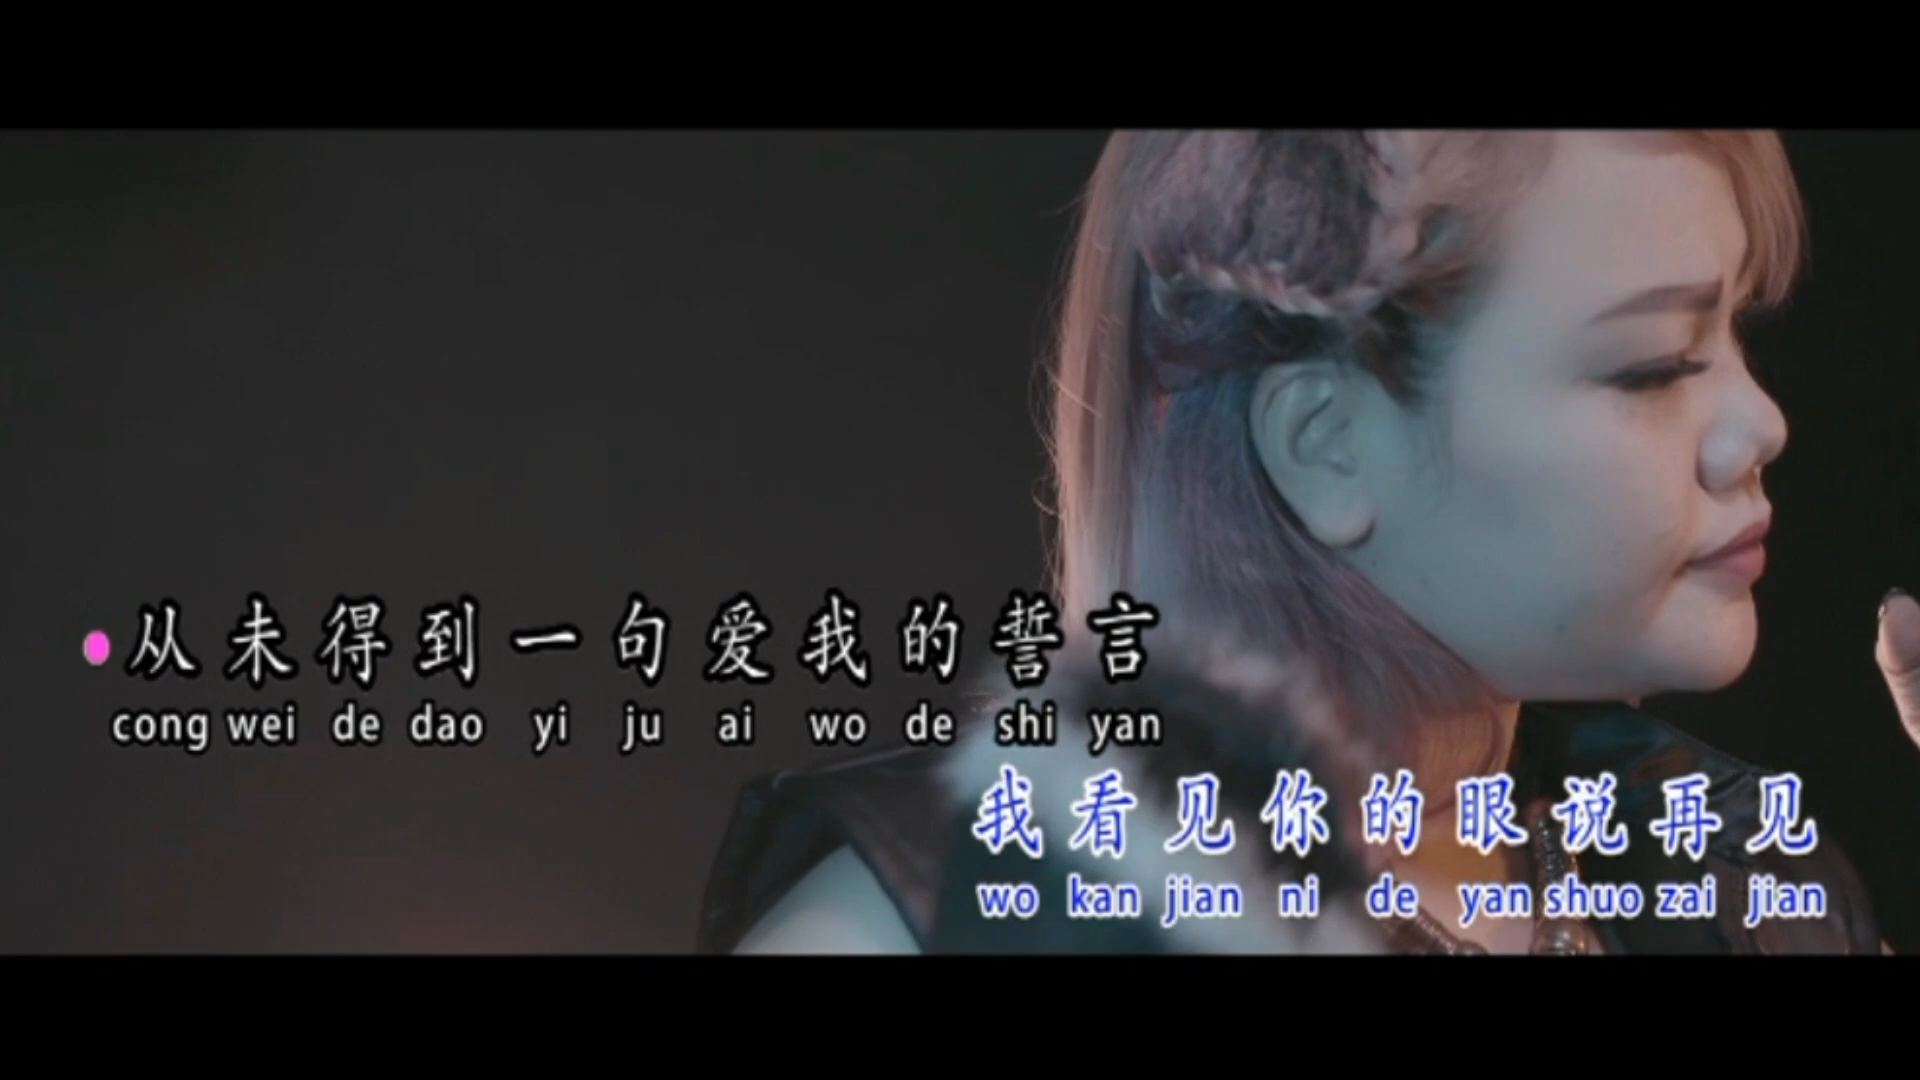 从未得到一句爱我的誓言
cong wei de dao yi ju ai wo de shi yan
我看见你的眼说再见
wo kan jian ni de yan shuo zai jian